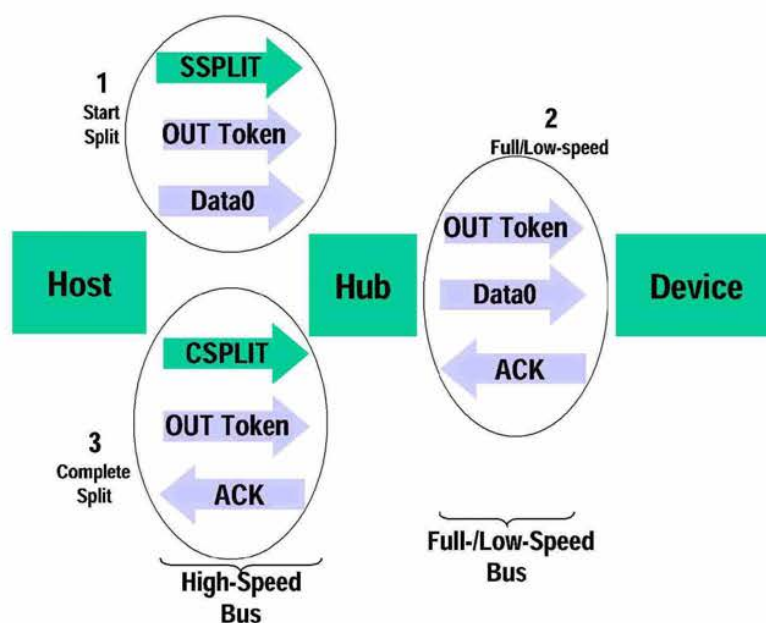 1
Start
Split
SSPLIT
OUT Token
Data0
2
Full/Low-speed
OUT Token
Data0
ACK
Host
Hub
Device
CSPLIT
OUT Token
ACK
3
Complete
Split
High-Speed
Bus
Full-/Low-Speed
Bus